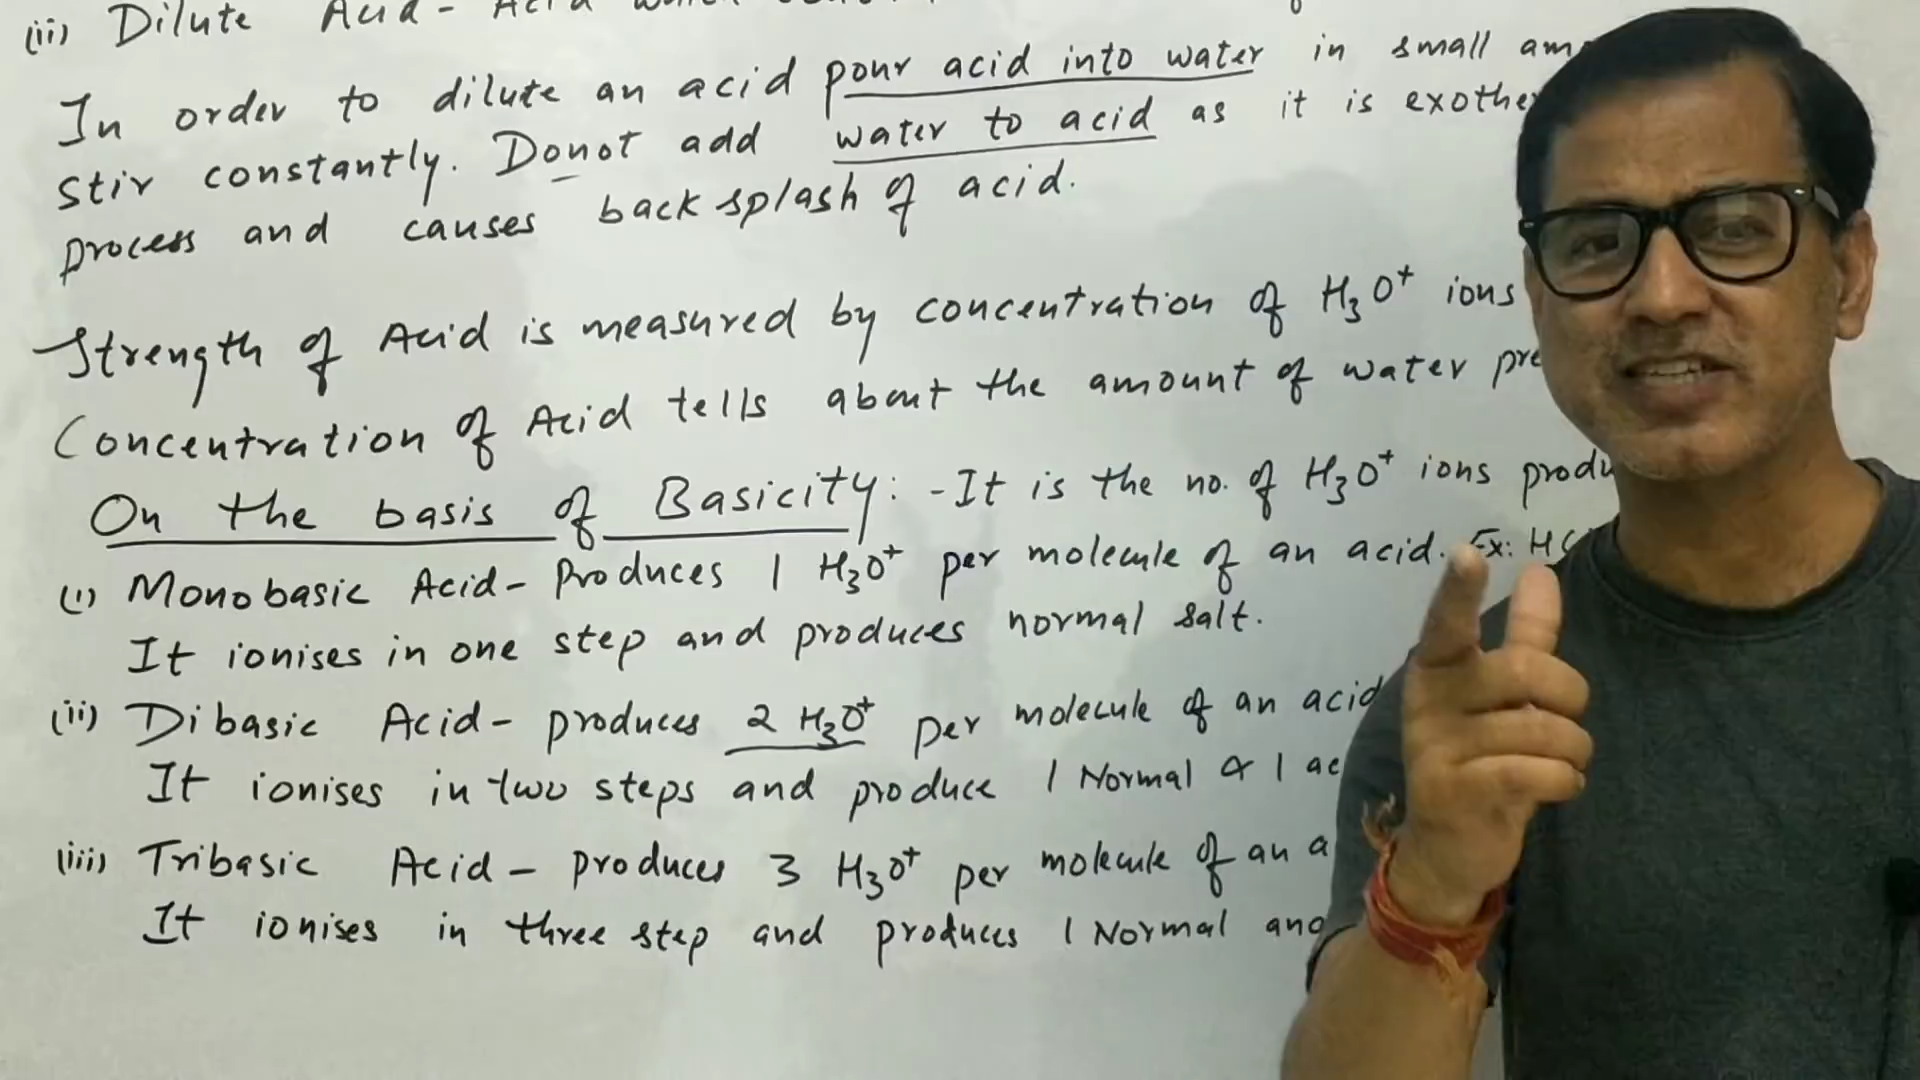 (ii) Dilute Acid - Acid which
In order to dilute an acid pour acid into water in small
stir constantly. Donot add water to acid as it is
process and causes back splash of acid.
Strength of Acid is measured by concentration of H3O+ ions
Concentration of Acid tells about the amount of water
On the basis of Basicity: - It is the no. of H3O+ ions
(i) Monobasic Acid - Produces 1 H3O+ per molecule of an acid. Ex:
It ionises in one step and produces normal salt.
(ii) Dibasic Acid - produces 2 H3O+ per molecule of an acid
It ionises in two steps and produce 1 Normal & 1
(iii) Tribasic Acid - produces 3 H3O+ per molecule of an
It ionises in three step and produces 1 Normal and